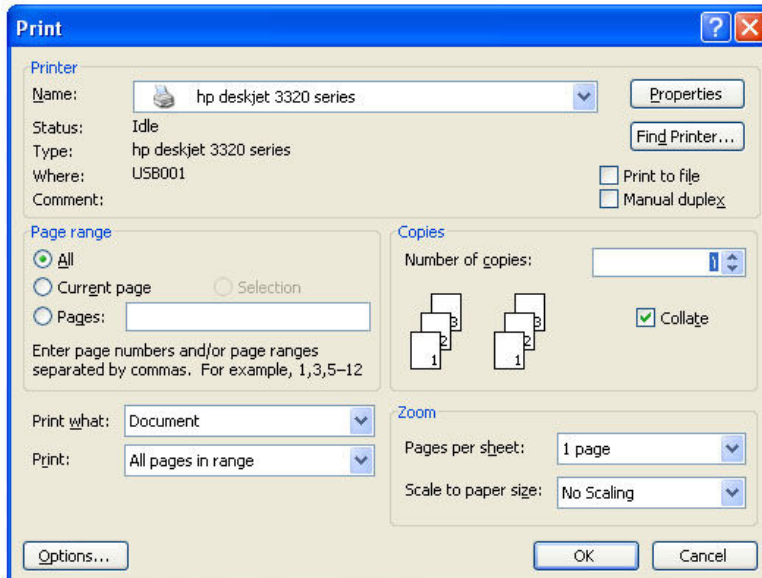 Print
Printer
Name: hp deskjet 3320 series Properties
Status: Idle Find Printer...
Type: hp deskjet 3320 series
Where: USB001 Print to file
Comment: Manual duplex
Page range
All
Current page Selection
Pages:
Enter page numbers and/or page ranges
separated by commas. For example, 1,3,5–12
Copies
Number of copies: 1
1 2 3 1 2 3 Collate
Print what: Document
Print: All pages in range
Zoom
Pages per sheet: 1 page
Scale to paper size: No Scaling
Options... OK Cancel